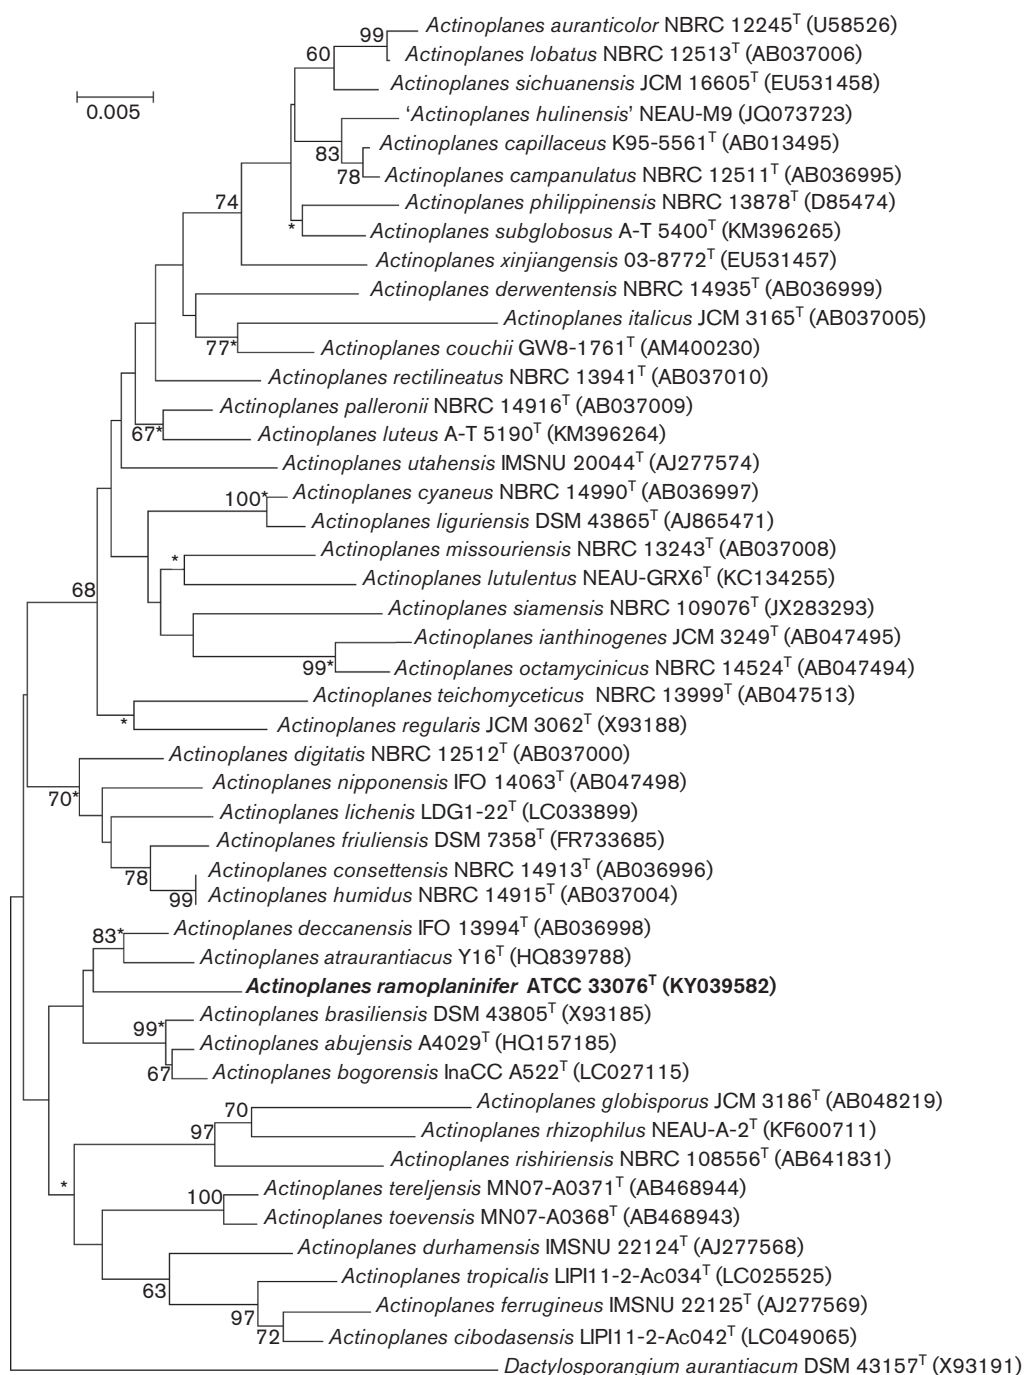 Actinoplanes auranticolor NBRC 12245ᵀ (U58526)
99
Actinoplanes lobatus NBRC 12513ᵀ (AB037006)
60
Actinoplanes sichuanensis JCM 16605ᵀ (EU531458)
0.005
‘Actinoplanes hulinensis’ NEAU-M9 (JQ073723)
Actinoplanes capillaceus K95-5561ᵀ (AB013495)
83
78
Actinoplanes campanulatus NBRC 12511ᵀ (AB036995)
74
Actinoplanes philippinensis NBRC 13878ᵀ (D85474)
*
Actinoplanes subglobosus A-T 5400ᵀ (KM396265)
Actinoplanes xinjiangensis 03-8772ᵀ (EU531457)
Actinoplanes derwentensis NBRC 14935ᵀ (AB036999)
Actinoplanes italicus JCM 3165ᵀ (AB037005)
77*
Actinoplanes couchii GW8-1761ᵀ (AM400230)
Actinoplanes rectilineatus NBRC 13941ᵀ (AB037010)
Actinoplanes palleronii NBRC 14916ᵀ (AB037009)
67*
Actinoplanes luteus A-T 5190ᵀ (KM396264)
Actinoplanes utahensis IMSNU 20044ᵀ (AJ277574)
100*
Actinoplanes cyaneus NBRC 14990ᵀ (AB036997)
Actinoplanes liguriensis DSM 43865ᵀ (AJ865471)
*
Actinoplanes missouriensis NBRC 13243ᵀ (AB037008)
Actinoplanes lutulentus NEAU-GRX6ᵀ (KC134255)
68
Actinoplanes siamensis NBRC 109076ᵀ (JX283293)
Actinoplanes ianthinogenes JCM 3249ᵀ (AB047495)
99*
Actinoplanes octamycinicus NBRC 14524ᵀ (AB047494)
Actinoplanes teichomyceticus NBRC 13999ᵀ (AB047513)
*
Actinoplanes regularis JCM 3062ᵀ (X93188)
Actinoplanes digitatis NBRC 12512ᵀ (AB037000)
Actinoplanes nipponensis IFO 14063ᵀ (AB047498)
70*
Actinoplanes lichenis LDG1-22ᵀ (LC033899)
Actinoplanes friuliensis DSM 7358ᵀ (FR733685)
78
Actinoplanes consettensis NBRC 14913ᵀ (AB036996)
99
Actinoplanes humidus NBRC 14915ᵀ (AB037004)
83*
Actinoplanes deccanensis IFO 13994ᵀ (AB036998)
Actinoplanes atraurantiacus Y16ᵀ (HQ839788)
Actinoplanes ramoplaninifer ATCC 33076ᵀ (KY039582)
Actinoplanes brasiliensis DSM 43805ᵀ (X93185)
99*
Actinoplanes abujensis A4029ᵀ (HQ157185)
67
Actinoplanes bogorensis InaCC A522ᵀ (LC027115)
Actinoplanes globisporus JCM 3186ᵀ (AB048219)
70
97
Actinoplanes rhizophilus NEAU-A-2ᵀ (KF600711)
Actinoplanes rishiriensis NBRC 108556ᵀ (AB641831)
*
100
Actinoplanes tereljensis MN07-A0371ᵀ (AB468944)
Actinoplanes toevensis MN07-A0368ᵀ (AB468943)
Actinoplanes durhamensis IMSNU 22124ᵀ (AJ277568)
63
Actinoplanes tropicalis LIPI11-2-Ac034ᵀ (LC025525)
97
Actinoplanes ferrugineus IMSNU 22125ᵀ (AJ277569)
72
Actinoplanes cibodasensis LIPI11-2-Ac042ᵀ (LC049065)
Dactylosporangium aurantiacum DSM 43157ᵀ (X93191)